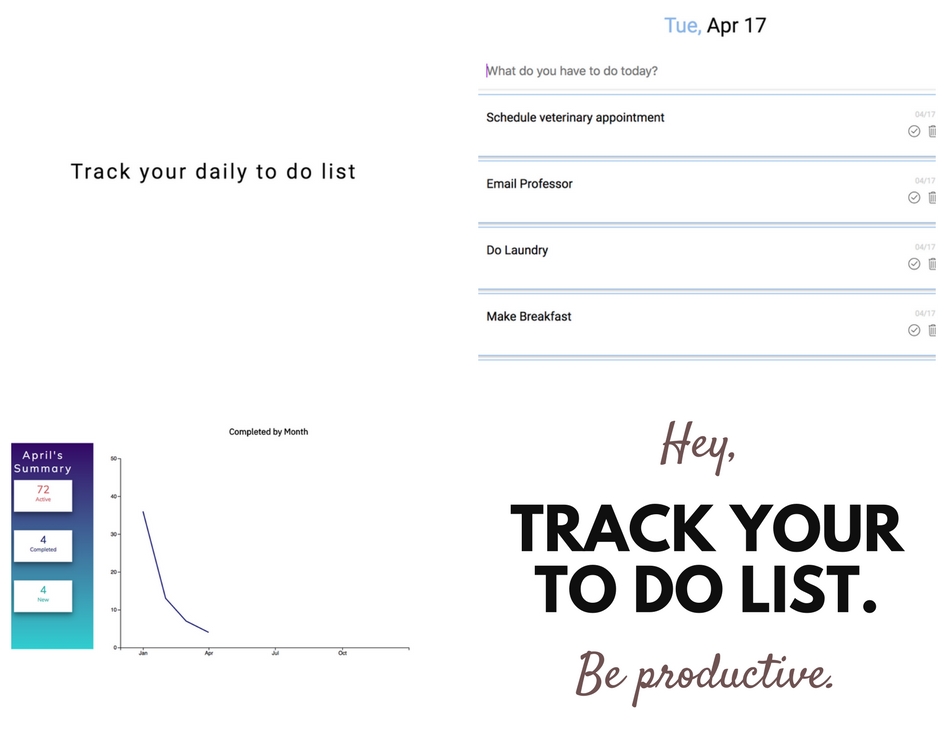 Track your daily to do list
Tue, Apr 17
What do you have to do today?
Schedule veterinary appointment
04/17
Email Professor
04/17
Do Laundry
04/17
Make Breakfast
04/17
April's
Summary
72
Active
4
Completed
4
New
Completed by Month
50
40
30
20
10
0
Jan
Apr
Jul
Oct
Hey,
TRACK YOUR
TO DO LIST.
Be productive.